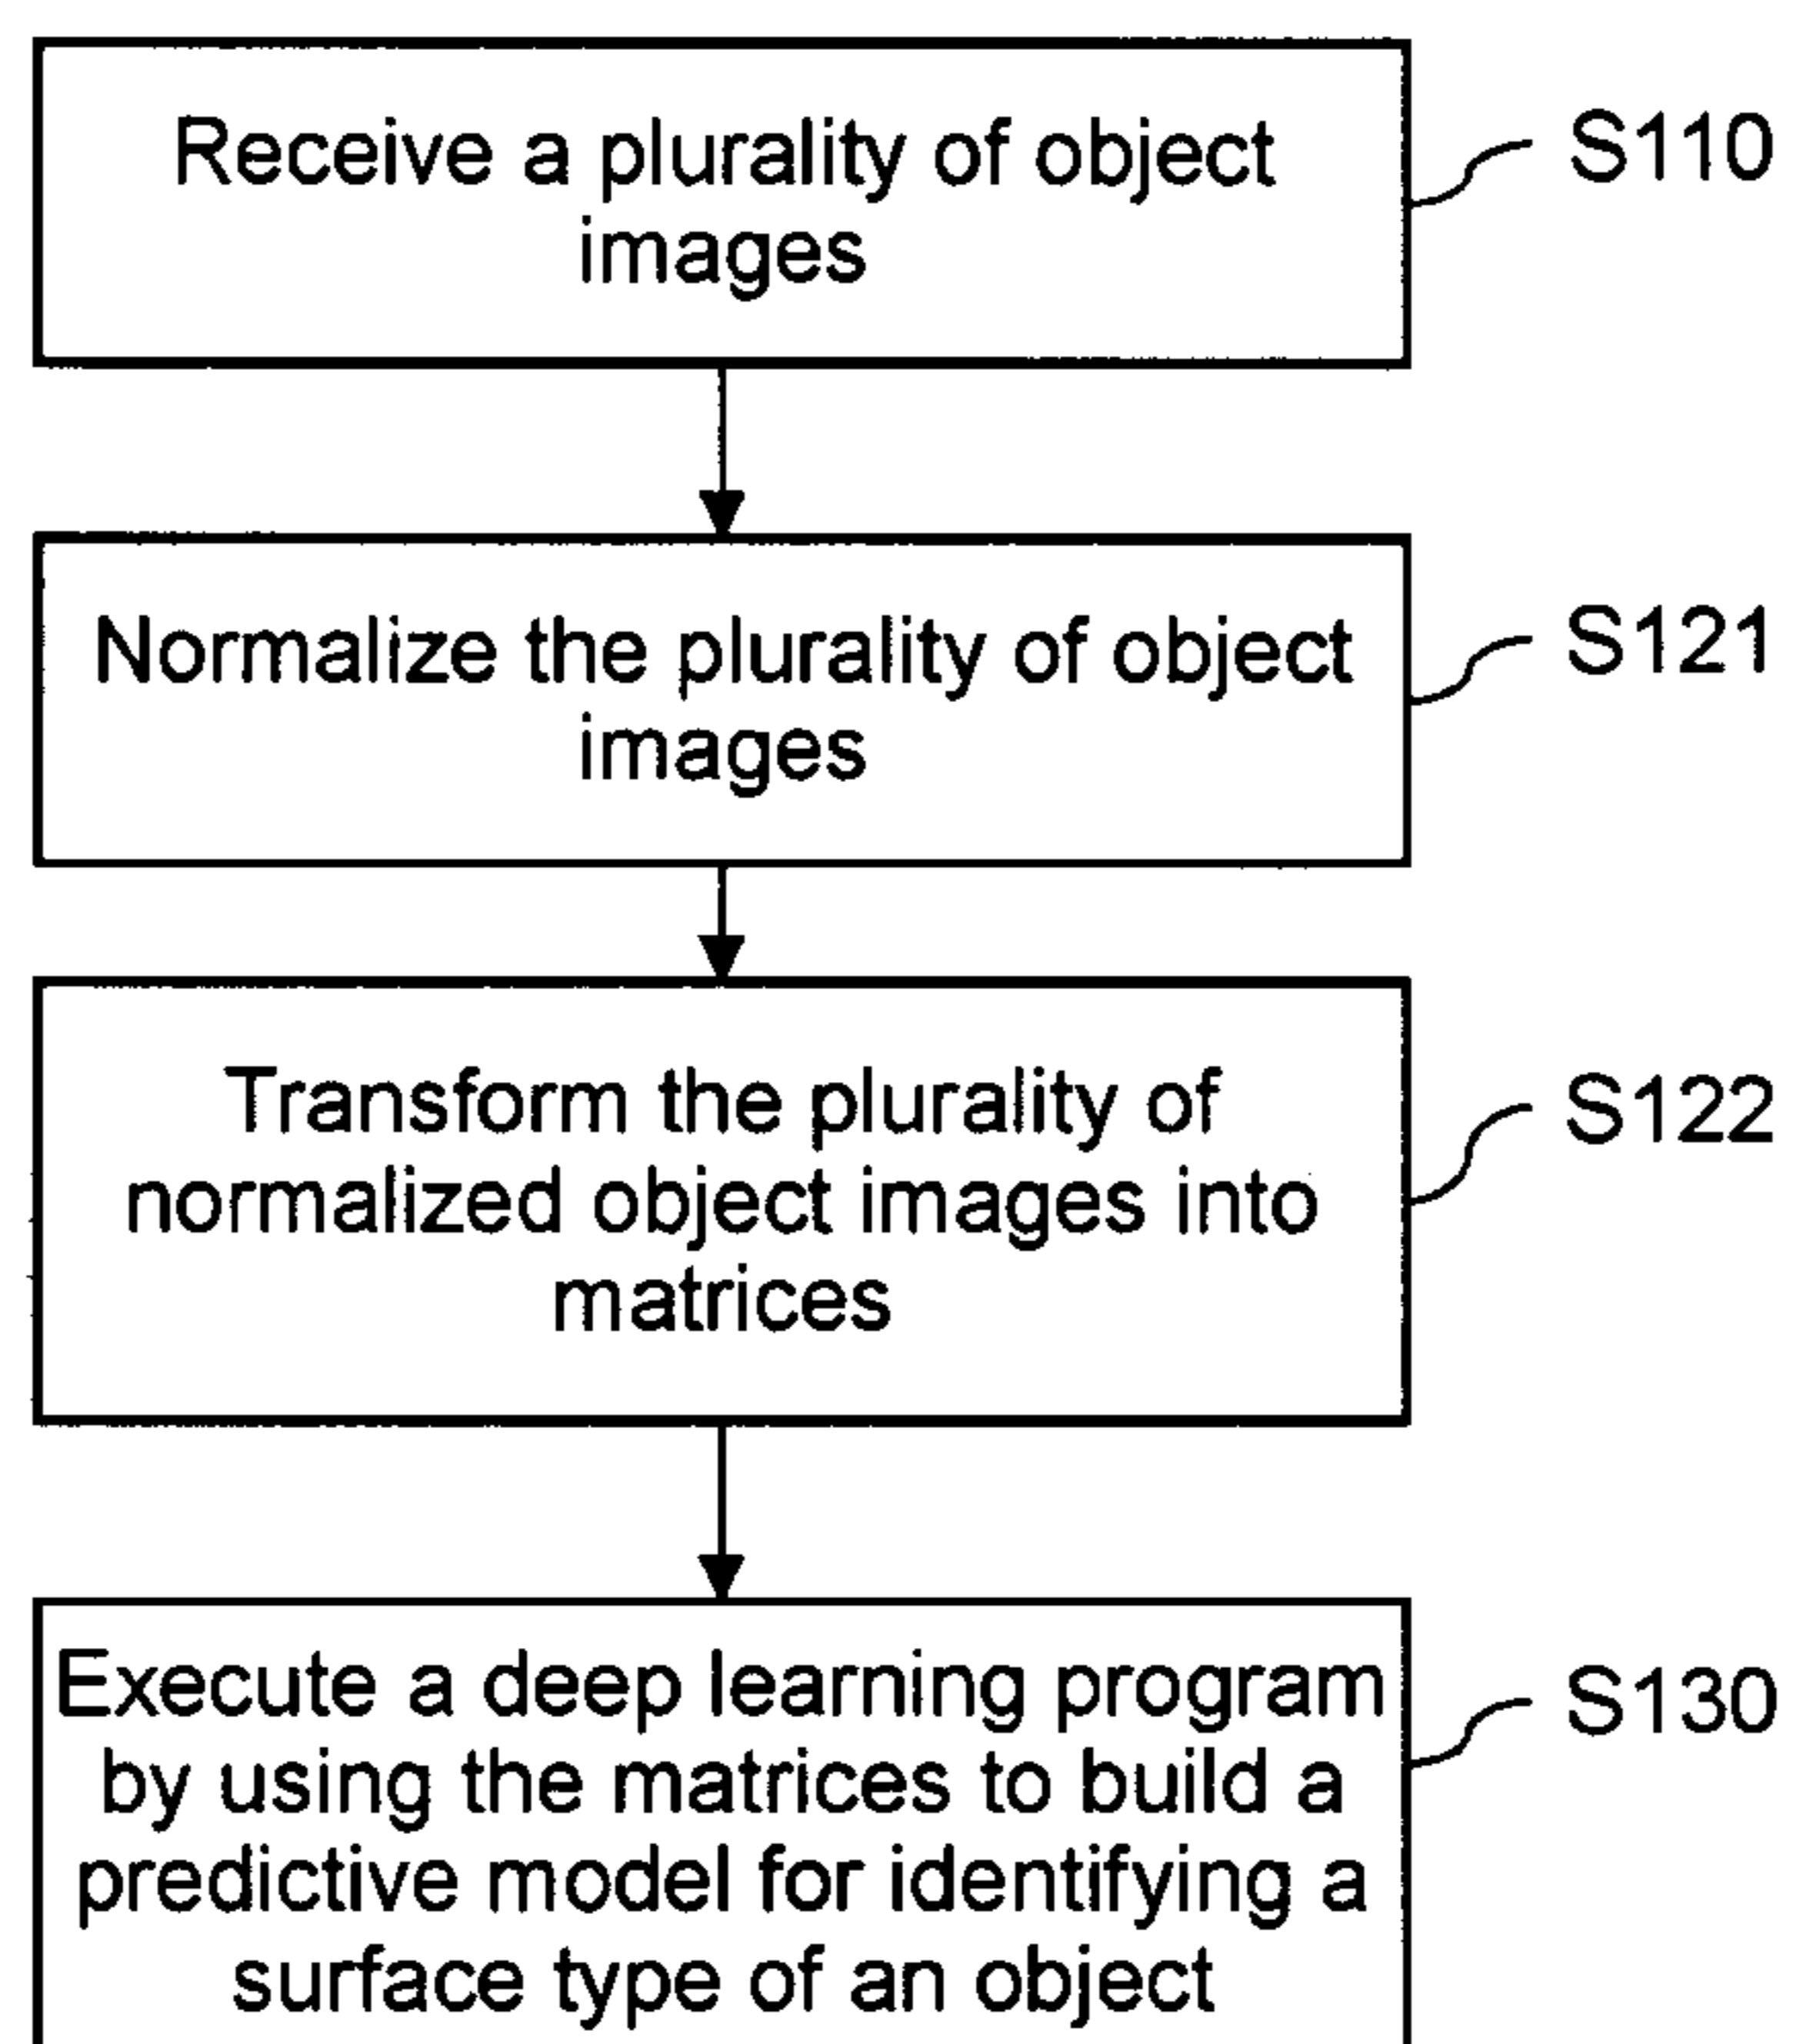 Receive a plurality of object
images
S110
Normalize the plurality of object
images
S121
Transform the plurality of
normalized object images into
matrices
S122
Execute a deep learning program
by using the matrices to build a
predictive model for identifying a
surface type of an object
S130